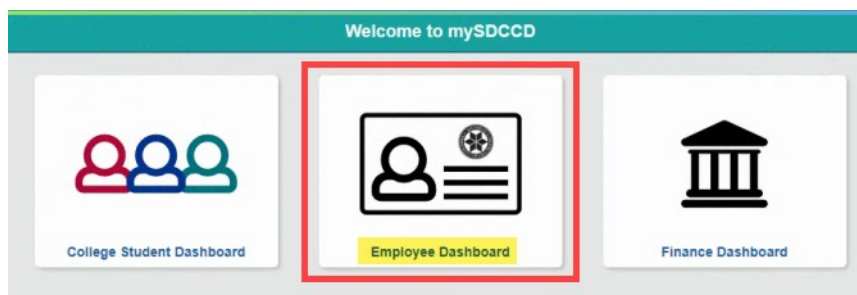 Welcome to mySDCCD
College Student Dashboard
Employee Dashboard
Finance Dashboard